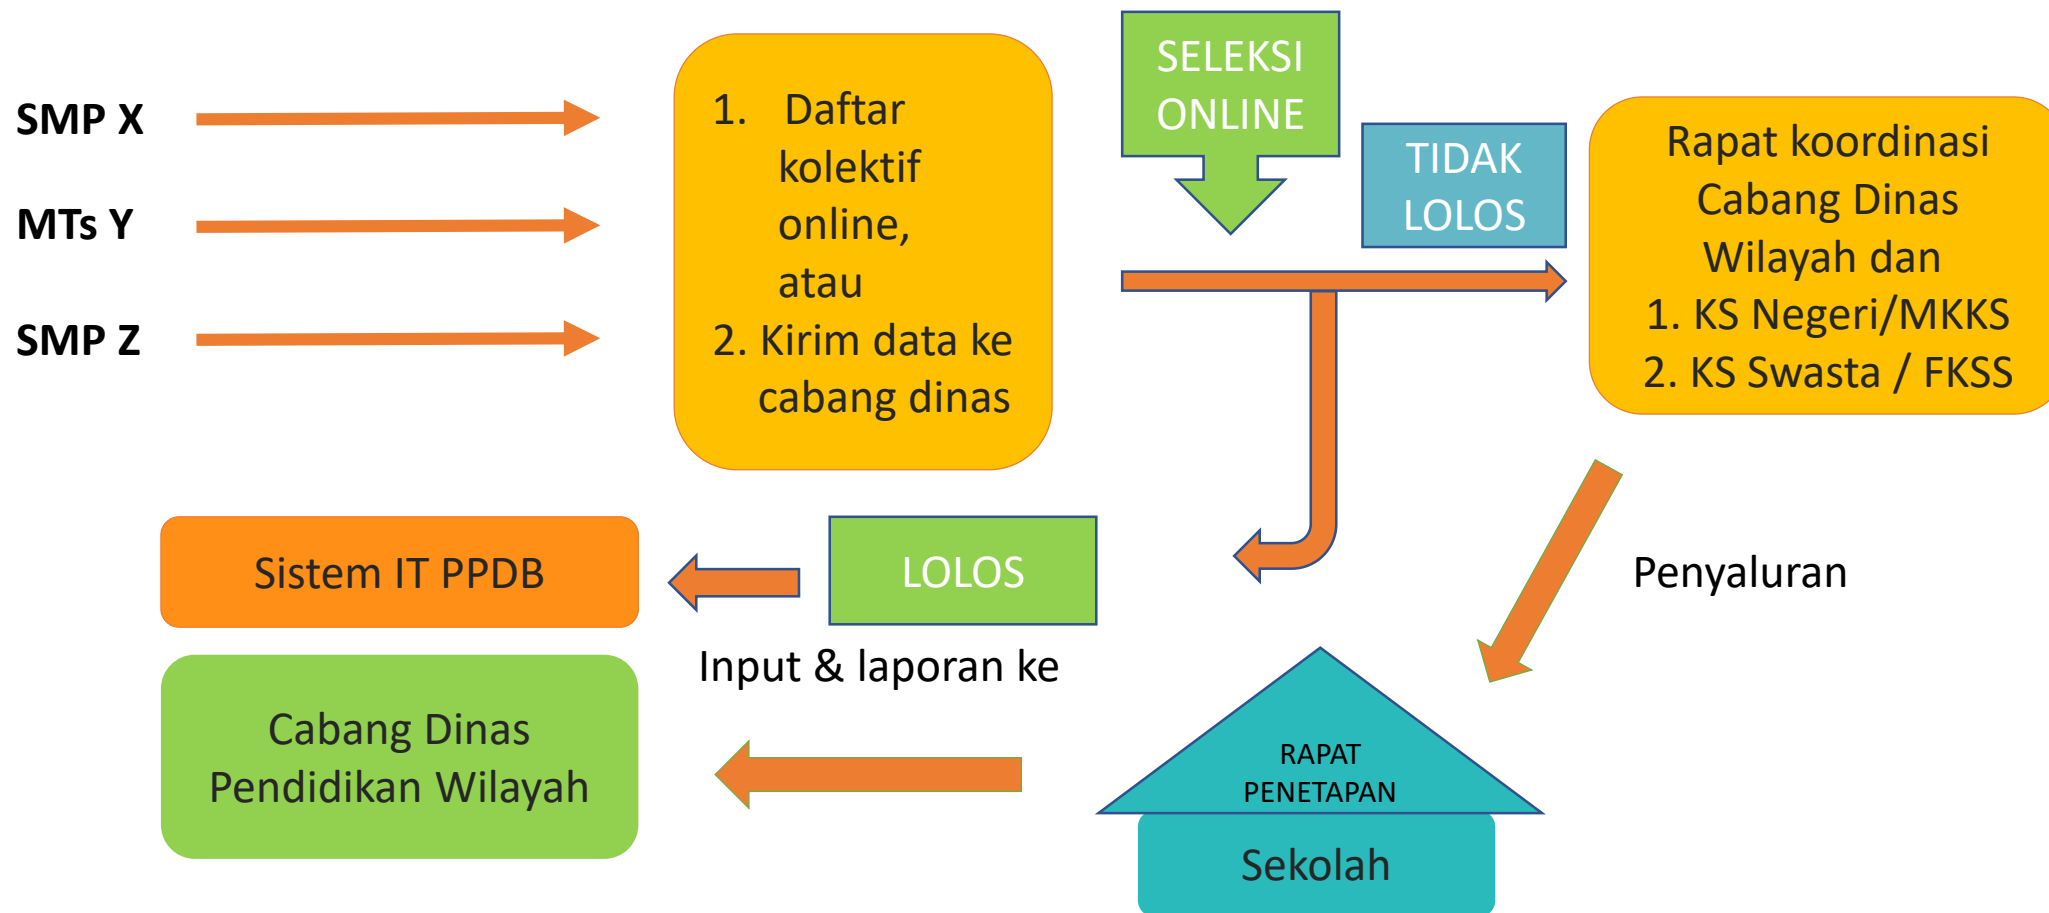 SMP X
MTs Y
SMP Z
1. Daftar
kolektif
online,
atau
2. Kirim data ke
cabang dinas
SELEKSI
ONLINE
TIDAK
LOLOS
Rapat koordinasi
Cabang Dinas
Wilayah dan
1. KS Negeri/MKKS
2. KS Swasta / FKSS
Sistem IT PPDB
LOLOS
Penyaluran
Input & laporan ke
Cabang Dinas
Pendidikan Wilayah
RAPAT
PENETAPAN
Sekolah